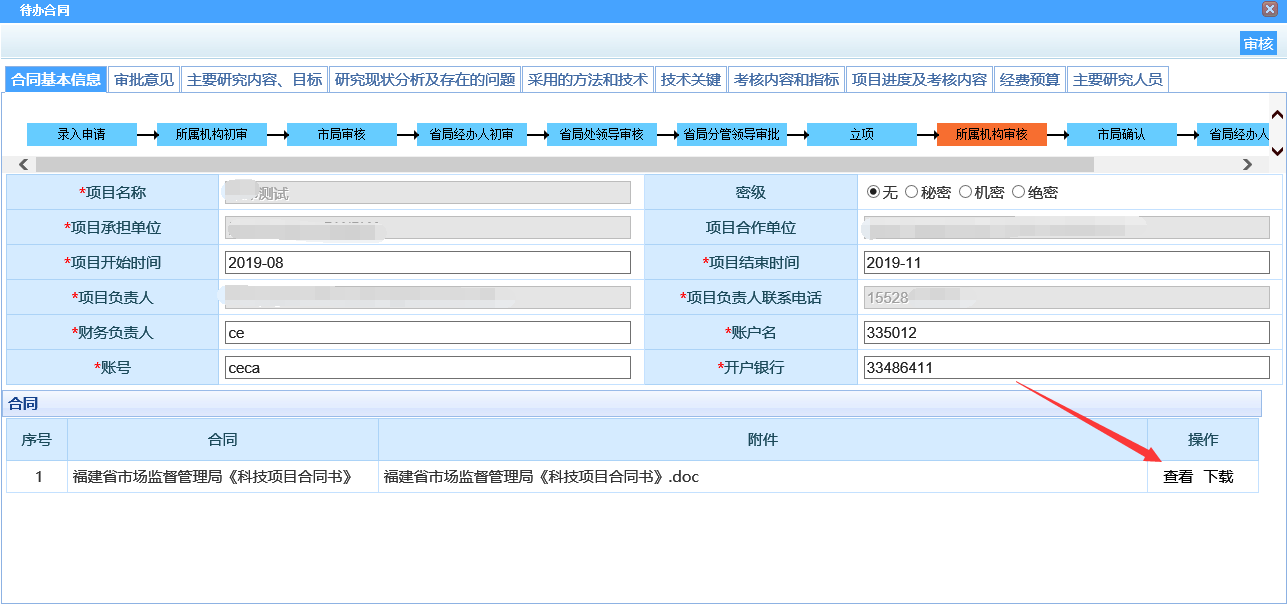 待办合同
审核
合同基本信息 审批意见 主要研究内容、目标 研究现状分析及存在的问题 采用的方法和技术 技术关键 考核内容和指标 项目进度及考核内容 经费预算 主要研究人员
录入申请 所属机构初审 市局审核 省局经办人初审 省局处领导审核 省局分管领导审批 立项 所属机构审核 市局确认 省局经办人
*项目名称 测试 密级 无 秘密 机密 绝密
*项目承担单位 项目合作单位
*项目开始时间 2019-08 *项目结束时间 2019-11
*项目负责人 *项目负责人联系电话 15528
*财务负责人 ce *账户名 335012
*账号 ceca *开户银行 33486411
合同
序号 合同 附件 操作
1 福建省市场监督管理局《科技项目合同书》 福建省市场监督管理局《科技项目合同书》.doc 查看 下载